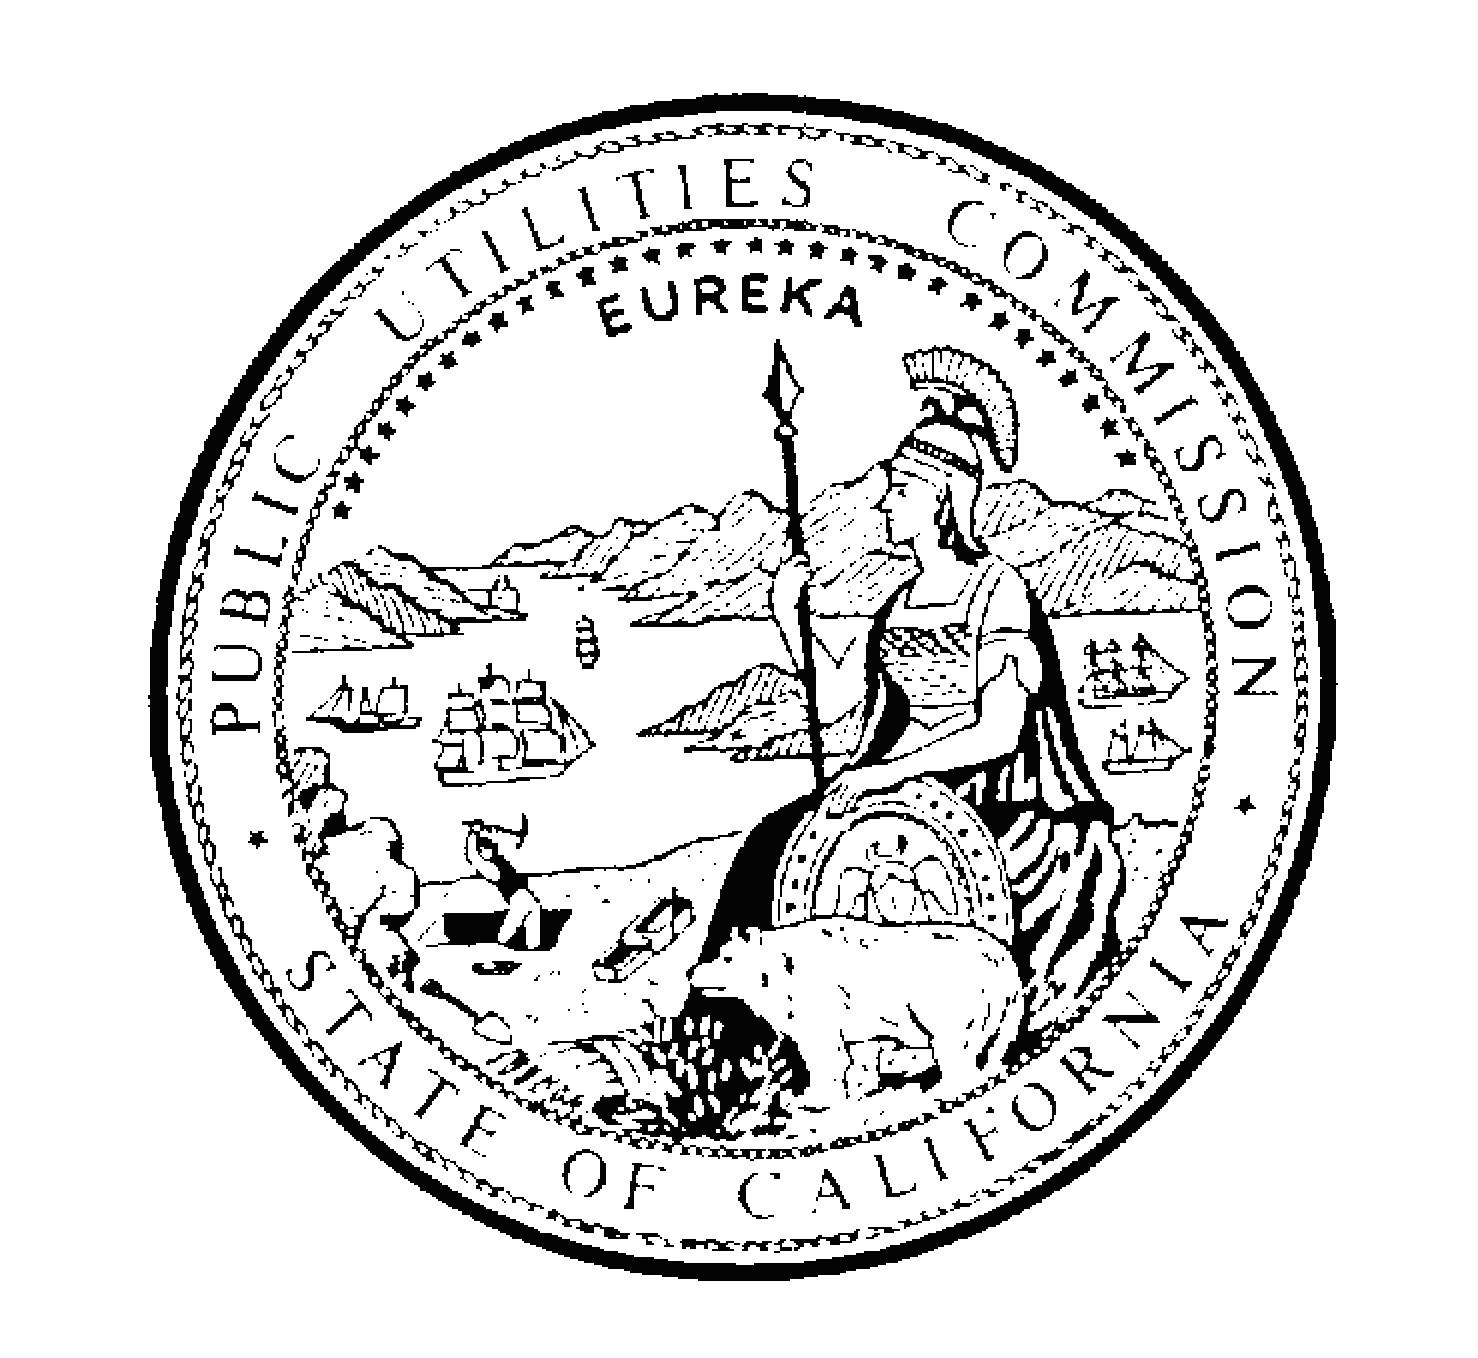 PUBLIC UTILITIES COMMISSION
EUREKA
STATE OF CALIFORNIA